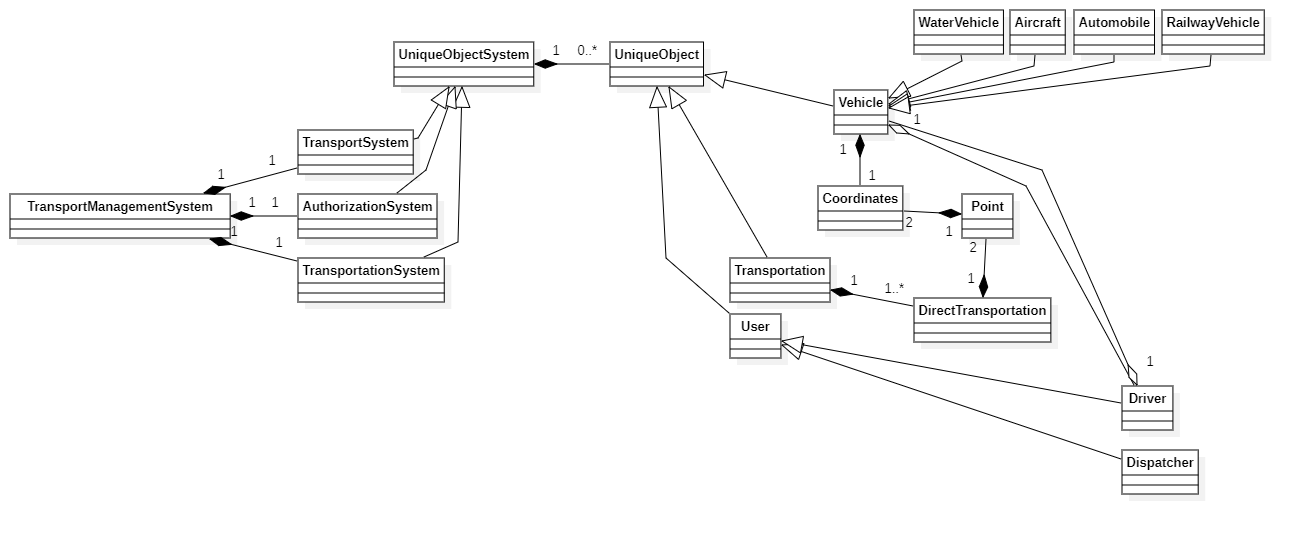 WaterVehicle
Aircraft
Automobile
RailwayVehicle
UniqueObjectSystem
1
0..*
UniqueObject
Vehicle
1
1
1
TransportSystem
1
1
TransportManagementSystem
1
1
AuthorizationSystem
1
1
TransportationSystem
Coordinates
2
1
Point
2
1
Transportation
1
1..*
DirectTransportation
User
1
Driver
Dispatcher